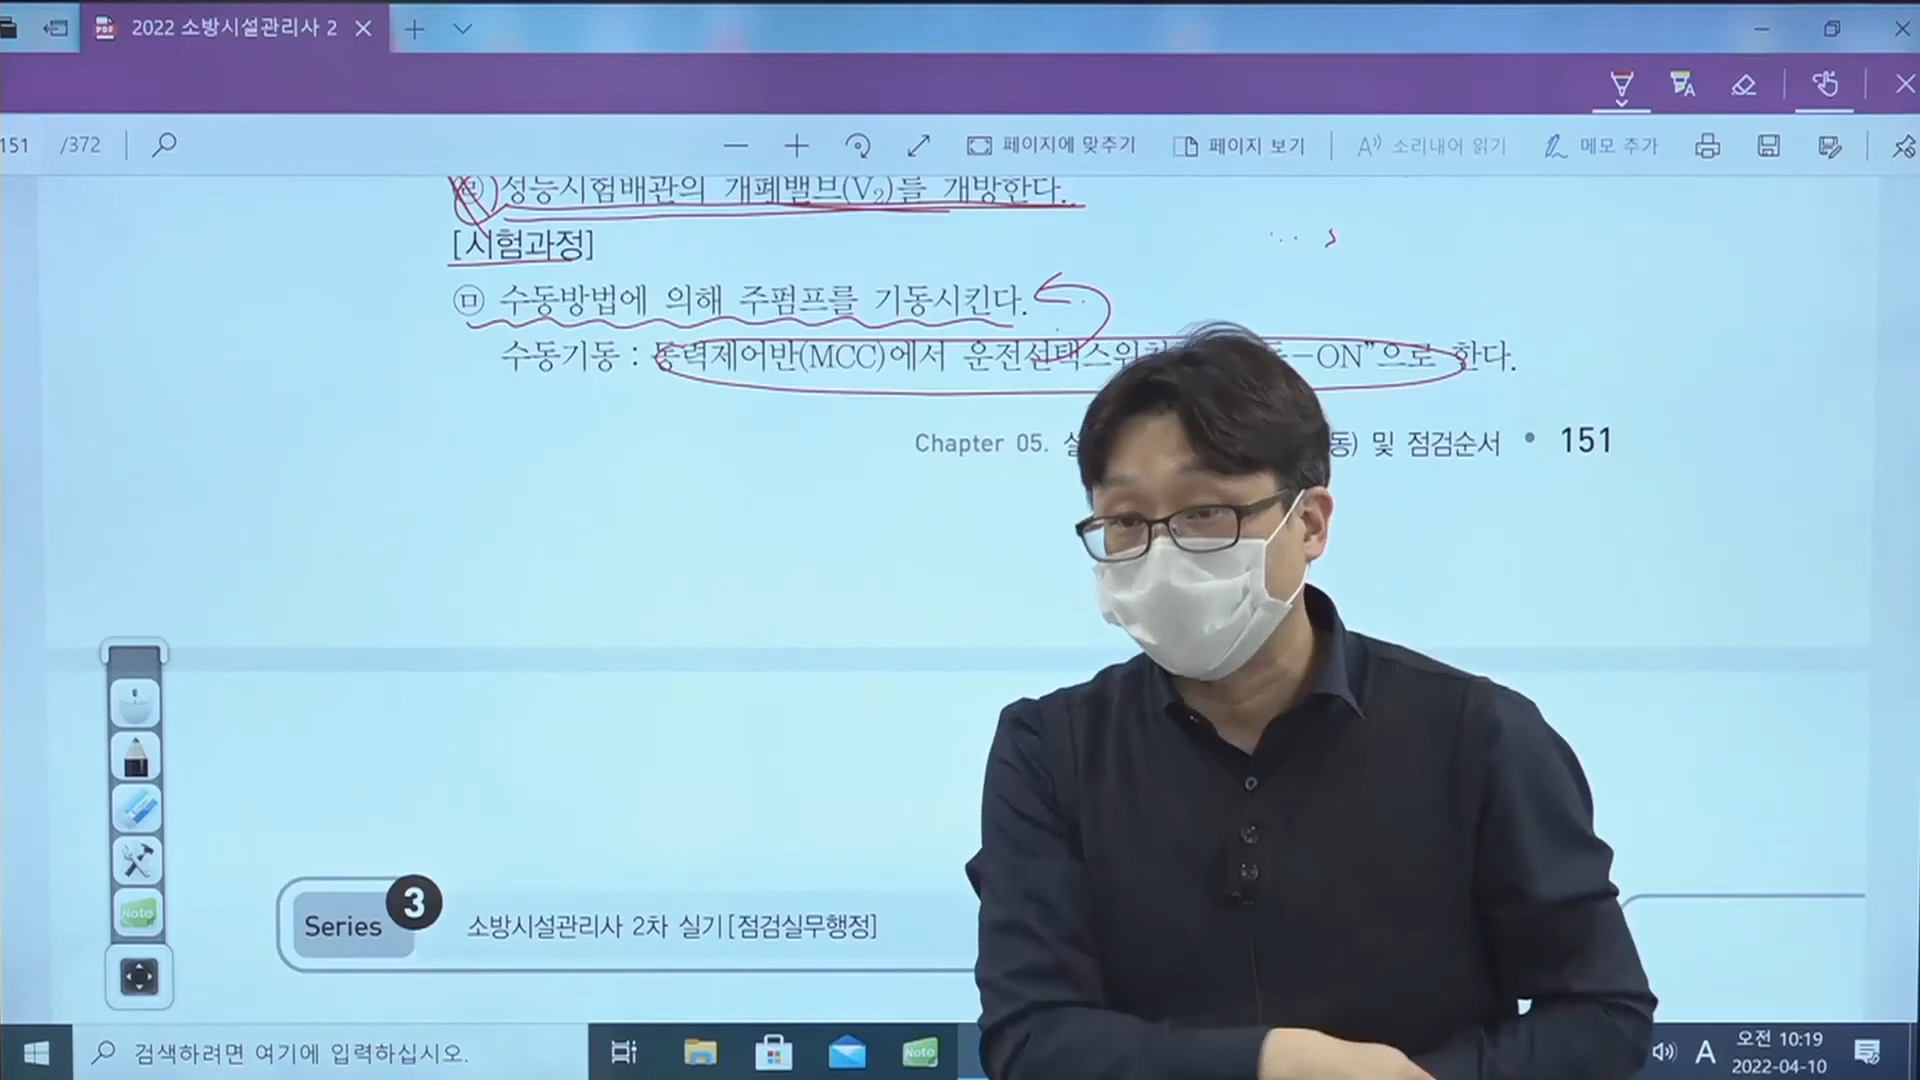 2022 소방시설관리사 2
151 /372
페이지에 맞추기
페이지 보기
소리내어 읽기
메모 추가
성능시험배관의 개폐밸브(V₂)를 개방한다.
[시험과정]
㉤ 수동방법에 의해 주펌프를 기동시킨다.
수동기동 : 동력제어반(MCC)에서 운전선택스위치 -ON”으로 한다.
Chapter 05. 동) 및 점검순서 • 151
Note
Series 3 소방시설관리사 2차 실기[점검실무행정]
검색하려면 여기에 입력하십시오.
Note
A
오전 10:19
2022-04-10